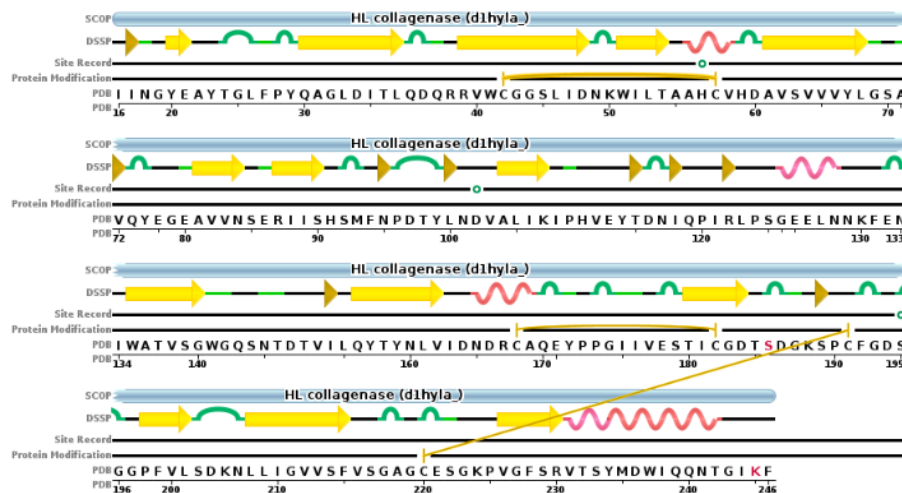 SCOP HL collagenase (d1hyla_)
DSSP
Site Record
Protein Modification
PDB I I N G Y E A Y T G L F P Y Q A G L D I T L Q D Q R R V W C G G S L I D N K W I L T A A H C V H D A V S V V V Y L G S A
PDB 16 20 30 40 50 60 70
SCOP HL collagenase (d1hyla_)
DSSP
Site Record
Protein Modification
PDB V Q Y E G E A V V N S E R I I S H S M F N P D T Y L N D V A L I K I P H V E Y T D N I Q P I R L P S G E E L N N K F E N
PDB 72 80 90 100 120 130 133
SCOP HL collagenase (d1hyla_)
DSSP
Site Record
Protein Modification
PDB I W A T V S G W G Q S N T D T V I L Q Y T Y N L V I D N D R C A Q E Y P P G I I V E S T I C G D T S D G K S P C F G D S
PDB 134 140 160 170 180 190 195
SCOP HL collagenase (d1hyla_)
DSSP
Site Record
Protein Modification
PDB G G P F V L S D K N L L I G V V S F V S G A G C E S G K P V G F S R V T S Y M D W I Q Q N T G I K F
PDB 196 200 210 220 230 240 246